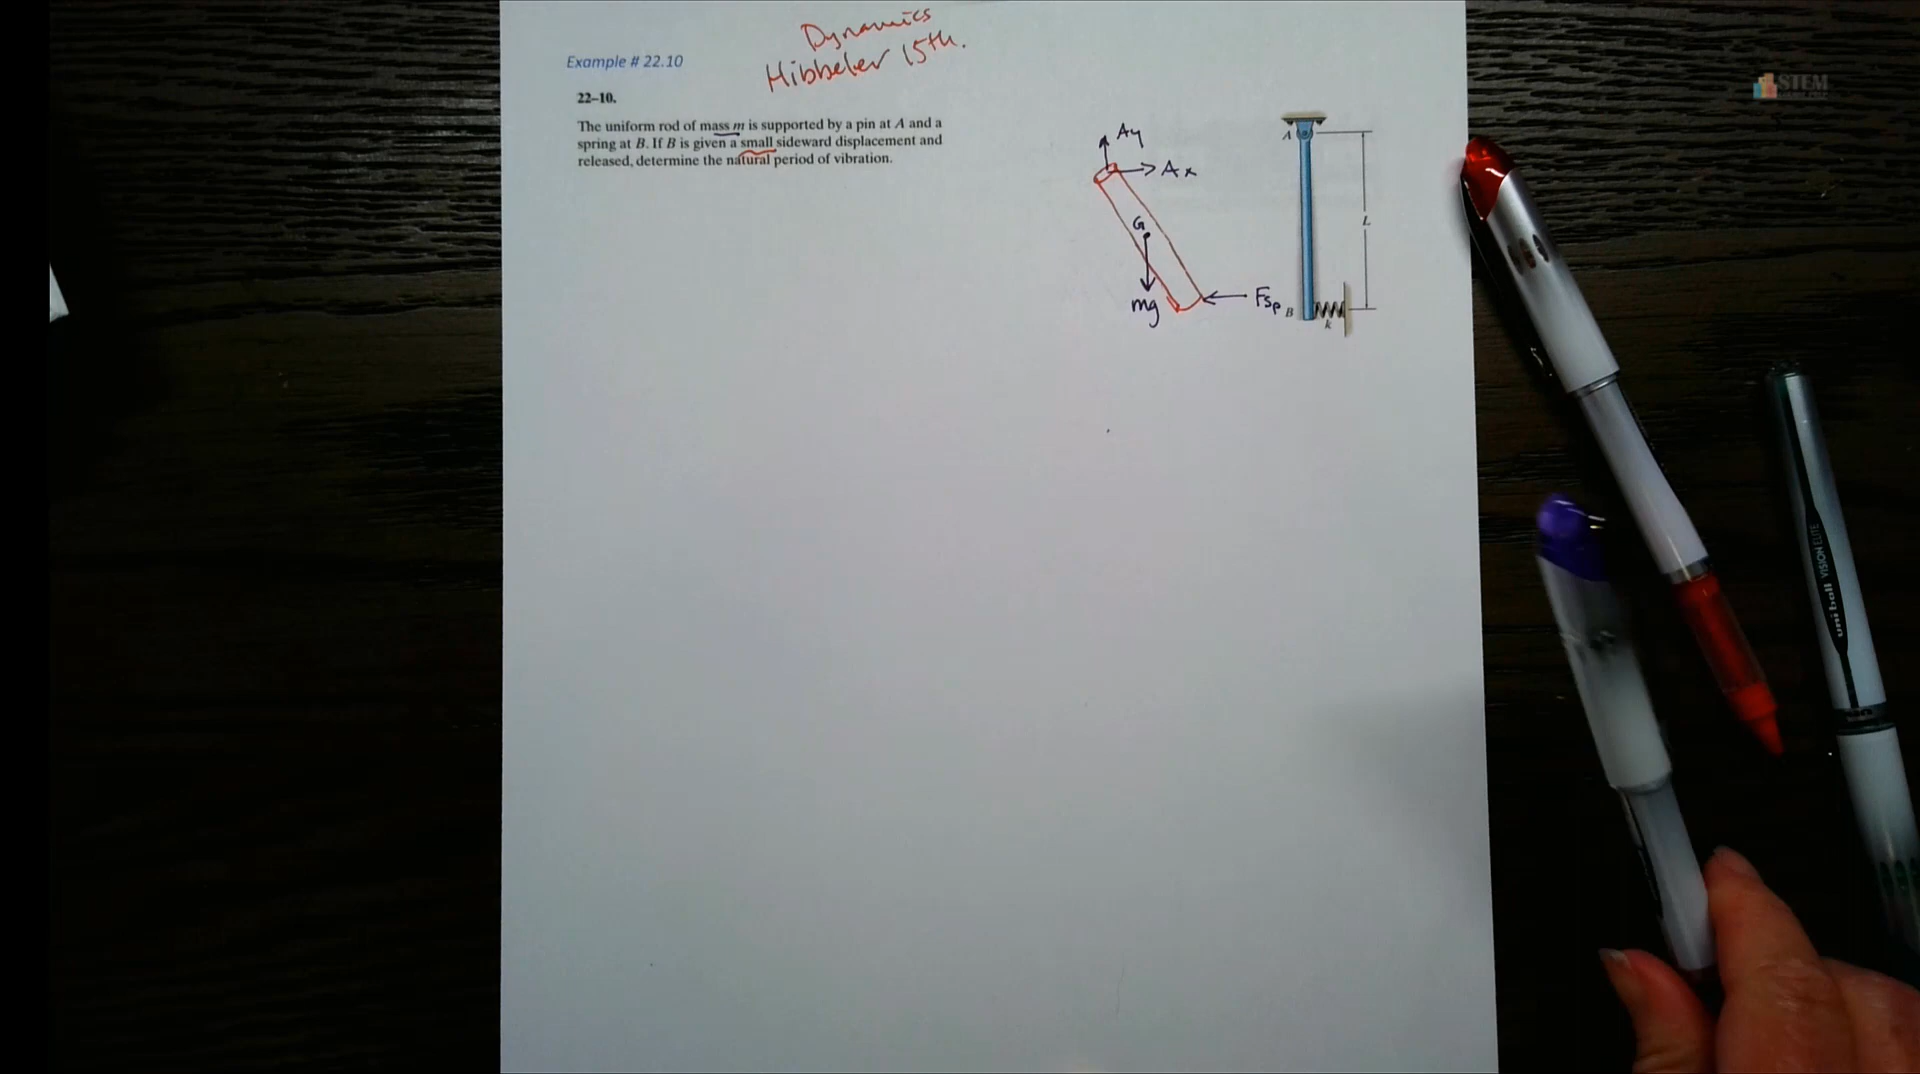 Dynamics
Hibbeler 15th.
Example # 22.10
22–10.
The uniform rod of mass m is supported by a pin at A and a
spring at B. If B is given a small sideward displacement and
released, determine the natural period of vibration.
Ay
Ax
G
mg
Fsp
A
L
B
k
STEM
uni-ball VISION ELITE